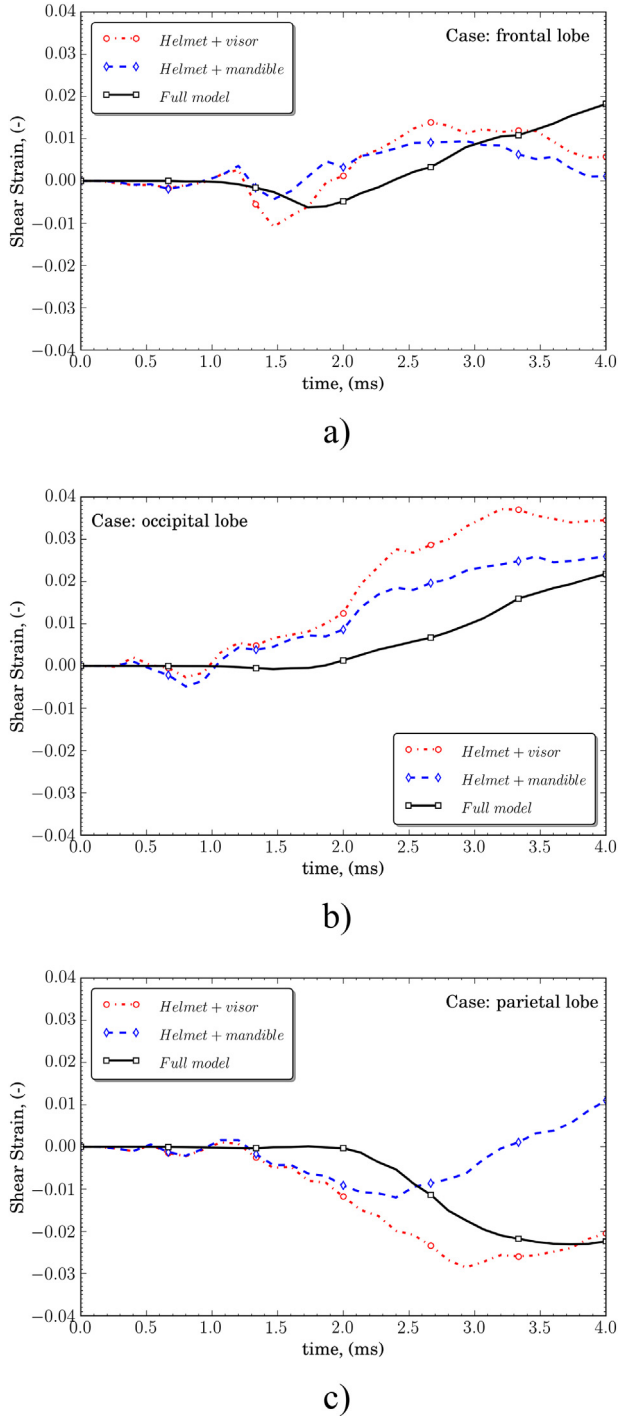 a)
Helmet + visor
Helmet + mandible
Full model
Case: frontal lobe
0.04
0.03
0.02
0.01
0.00
−0.01
−0.02
−0.03
−0.04
Shear Strain, (-)
0.0 0.5 1.0 1.5 2.0 2.5 3.0 3.5 4.0
time, (ms)
a)
Case: occipital lobe
0.04
0.03
0.02
0.01
0.00
−0.01
−0.02
−0.03
−0.04
Shear Strain, (-)
Helmet + visor
Helmet + mandible
Full model
0.0 0.5 1.0 1.5 2.0 2.5 3.0 3.5 4.0
time, (ms)
b)
Helmet + visor
Helmet + mandible
Full model
Case: parietal lobe
0.04
0.03
0.02
0.01
0.00
−0.01
−0.02
−0.03
−0.04
Shear Strain, (-)
0.0 0.5 1.0 1.5 2.0 2.5 3.0 3.5 4.0
time, (ms)
c)